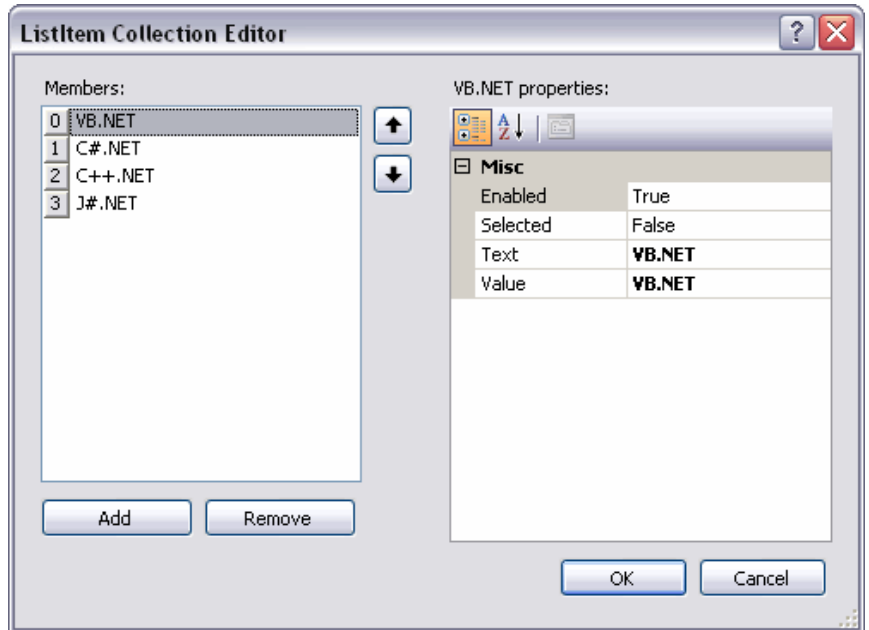 ListItem Collection Editor
?
Members:
0 VB.NET
1 C#.NET
2 C++.NET
3 J#.NET
Add Remove
VB.NET properties:
A
Z
Misc
Enabled True
Selected False
Text VB.NET
Value VB.NET
OK Cancel